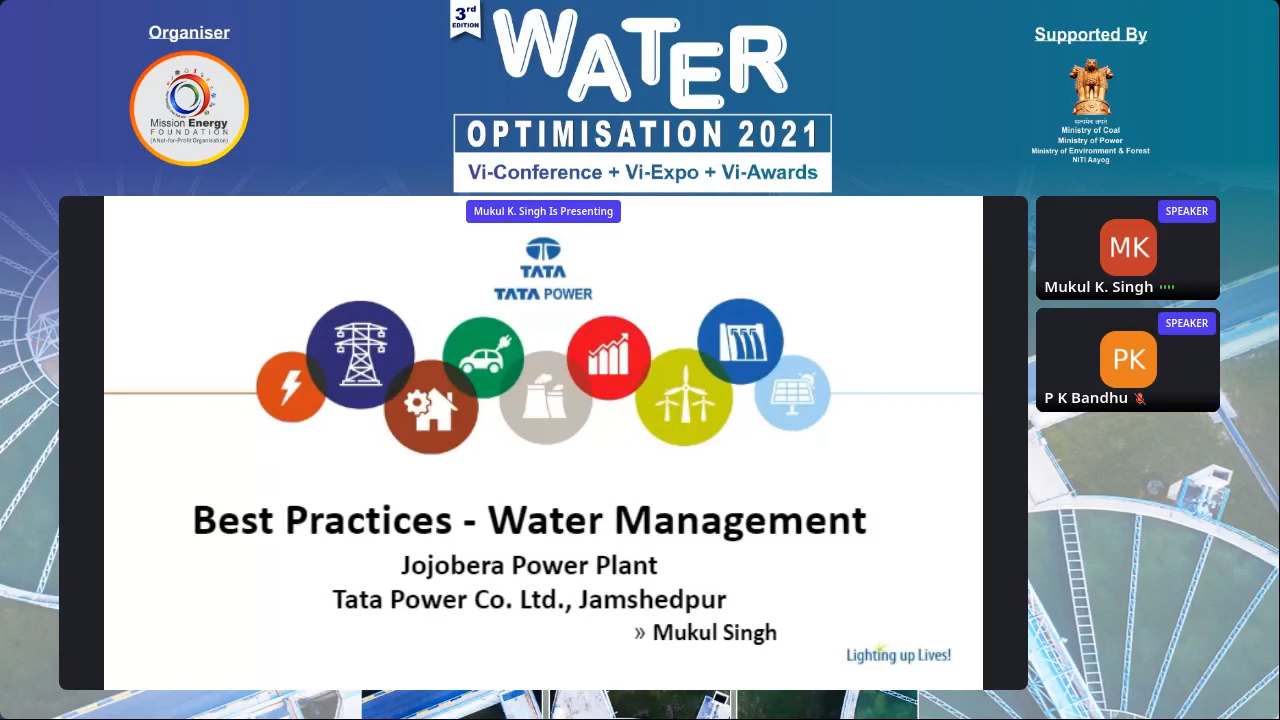 Organiser
Mission Energy
FOUNDATION
(A Not-for-Profit Organisation)
3rd
EDITION
WATER
OPTIMISATION 2021
Vi-Conference + Vi-Expo + Vi-Awards
Supported By
सत्यमेव जयते
Ministry of Coal
Ministry of Power
Ministry of Environment & Forest
NITI Aayog
Mukul K. Singh Is Presenting
TATA
TATA POWER
Best Practices - Water Management
Jojobera Power Plant
Tata Power Co. Ltd., Jamshedpur
» Mukul Singh
Lighting up Lives!
SPEAKER
MK
Mukul K. Singh
SPEAKER
PK
P K Bandhu